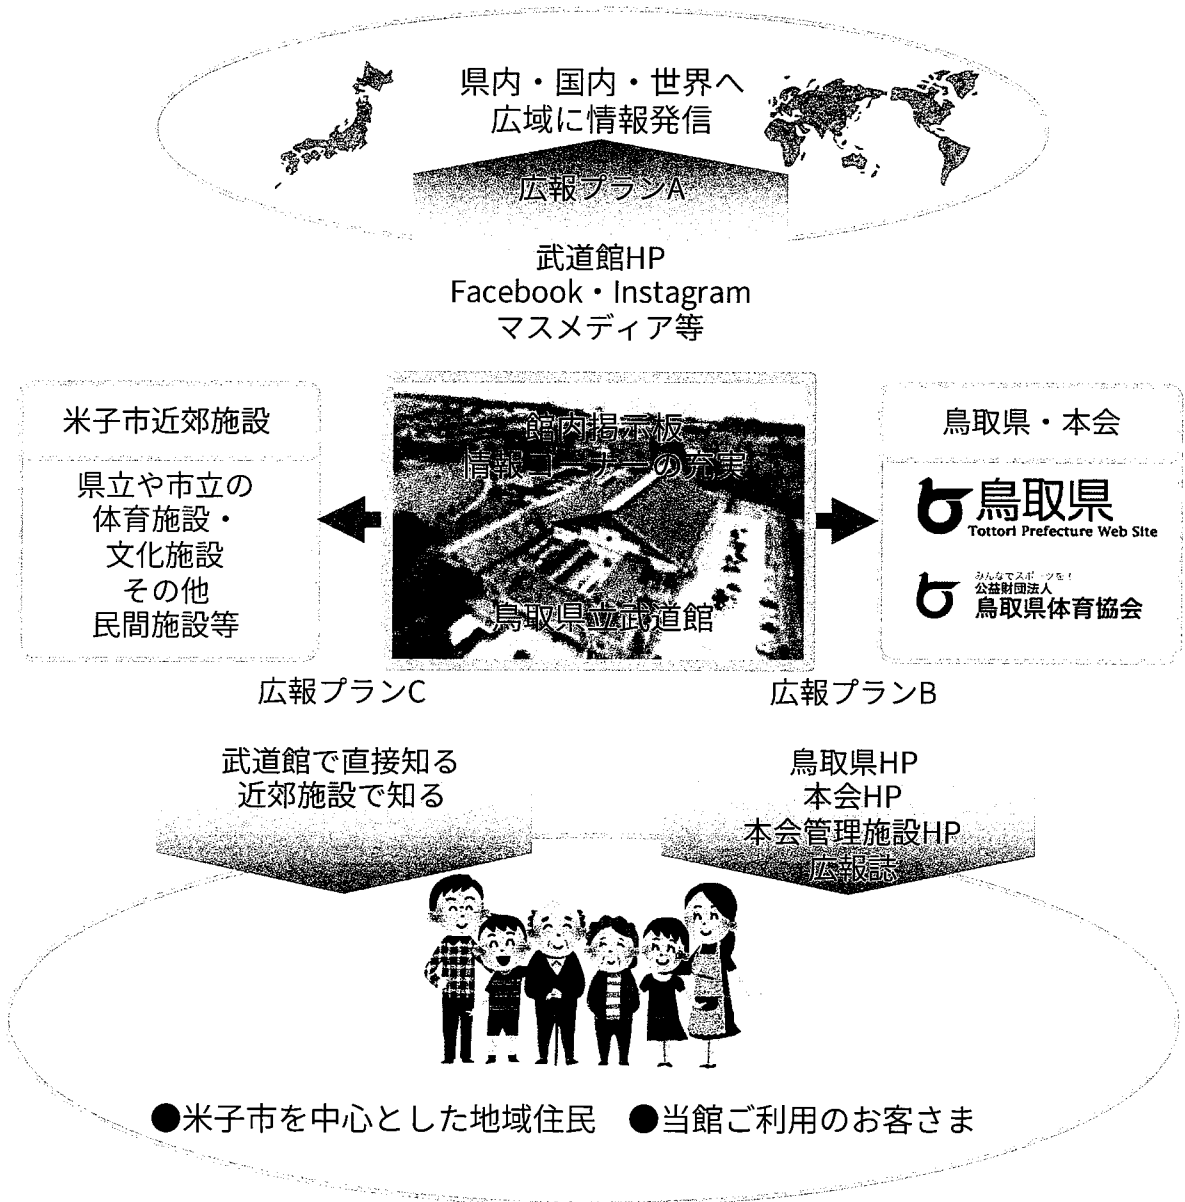 県内・国内・世界へ
広域に情報発信
広報プランA
武道館HP
Facebook・Instagram
マスメディア等
米子市近郊施設
県立や市立の
体育施設・
文化施設
その他
民間施設等
館内掲示板
情報コーナーの充実
鳥取県立武道館
鳥取県・本会
鳥取県
Tottori Prefecture Web Site
みんなでスポーツを!
公益財団法人
鳥取県体育協会
広報プランC
広報プランB
武道館で直接知る
近郊施設で知る
鳥取県HP
本会HP
本会管理施設HP
広報誌
●米子市を中心とした地域住民 ●当館ご利用のお客さま